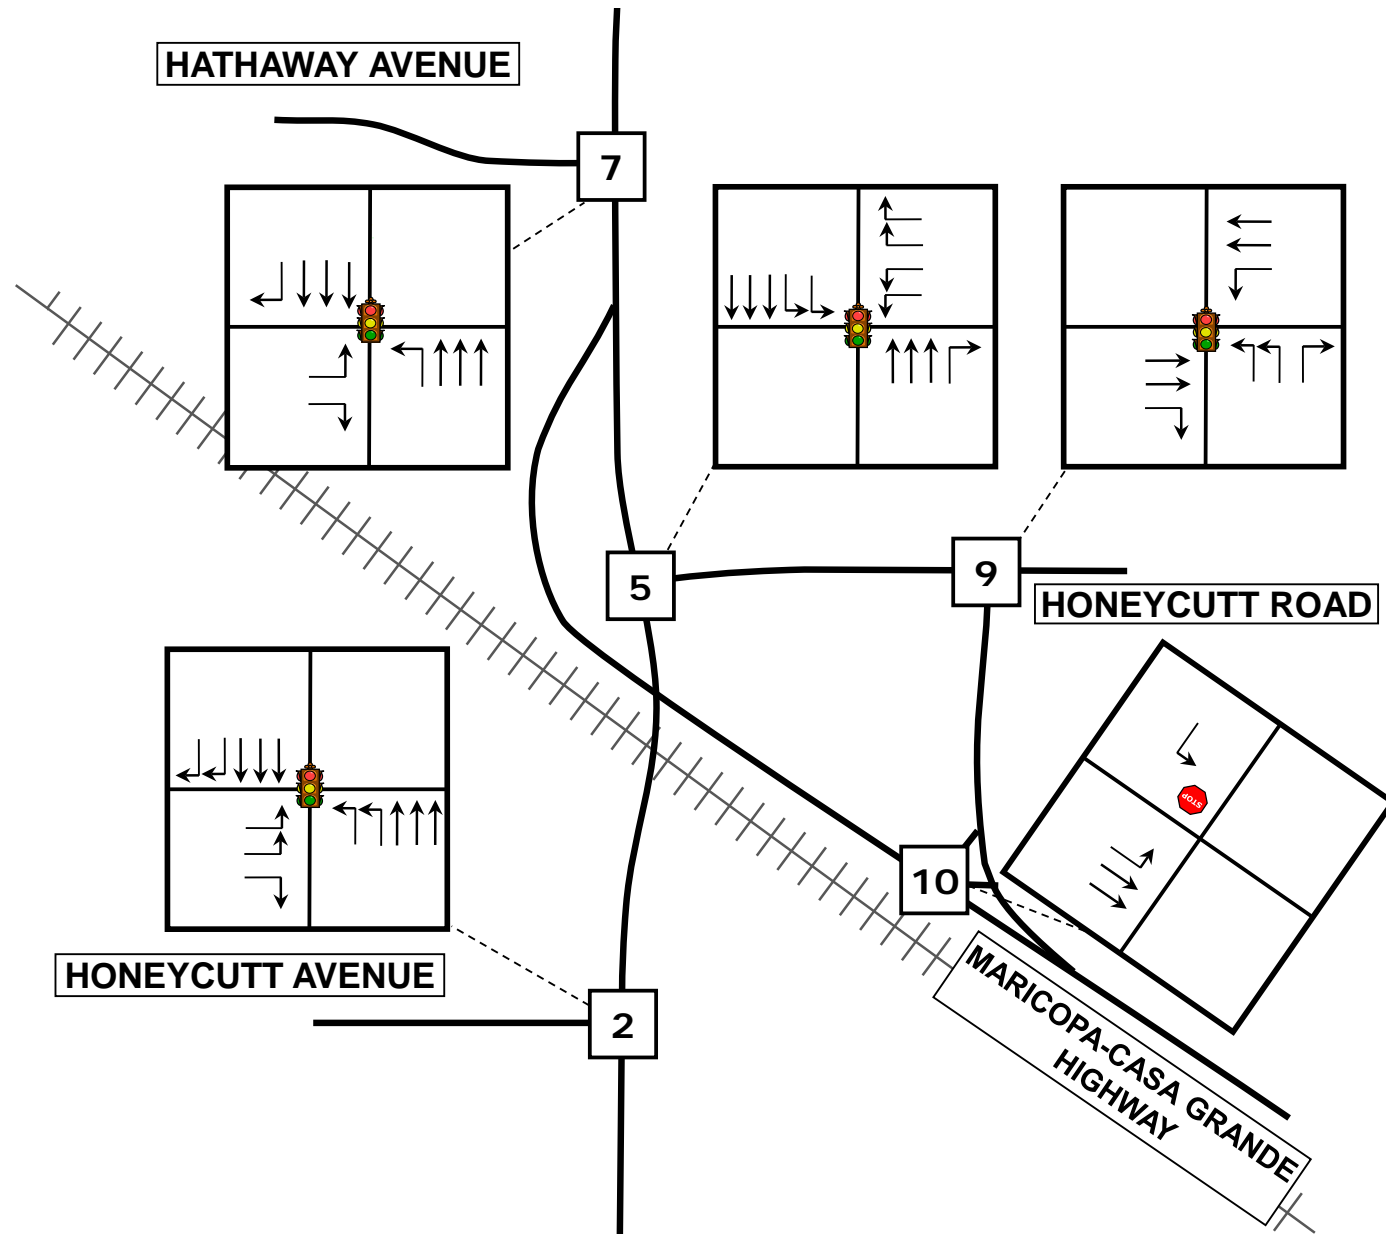 HATHAWAY AVENUE
7
5
9
HONEYCUTT ROAD
STOP
10
HONEYCUTT AVENUE
2
MARICOPA-CASA GRANDE
HIGHWAY